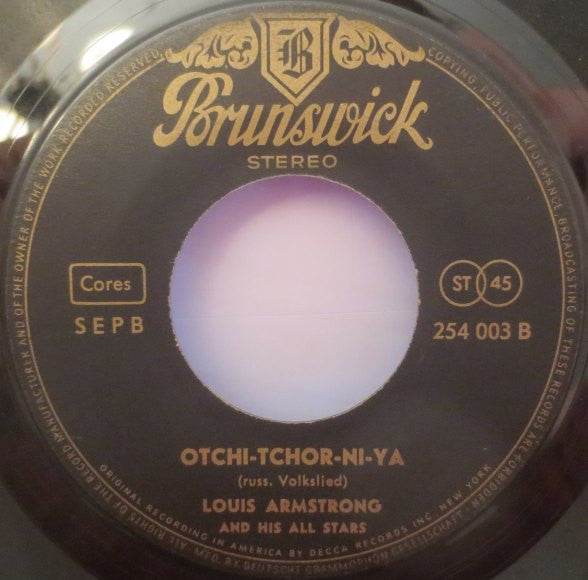 B
Brunswick
STEREO
Cores
SEPB
ST 45
254 003 B
OTCHI-TCHOR-NI-YA
(russ. Volkslied)
LOUIS ARMSTRONG
AND HIS ALL STARS
ORIGINAL RECORDING IN AMERICA BY DECCA RECORDS INC. NEW YORK
MFD. BY DEUTSCHE GRAMMOPHON GESELLSCHAFT · ALL RIGHTS OF THE RECORD MANUFACTURER AND OF THE OWNER OF THE WORK RECORDED RESERVED. COPYING, PUBLIC PERFORMANCE, BROADCASTING OF THESE RECORDS ARE FORBIDDEN